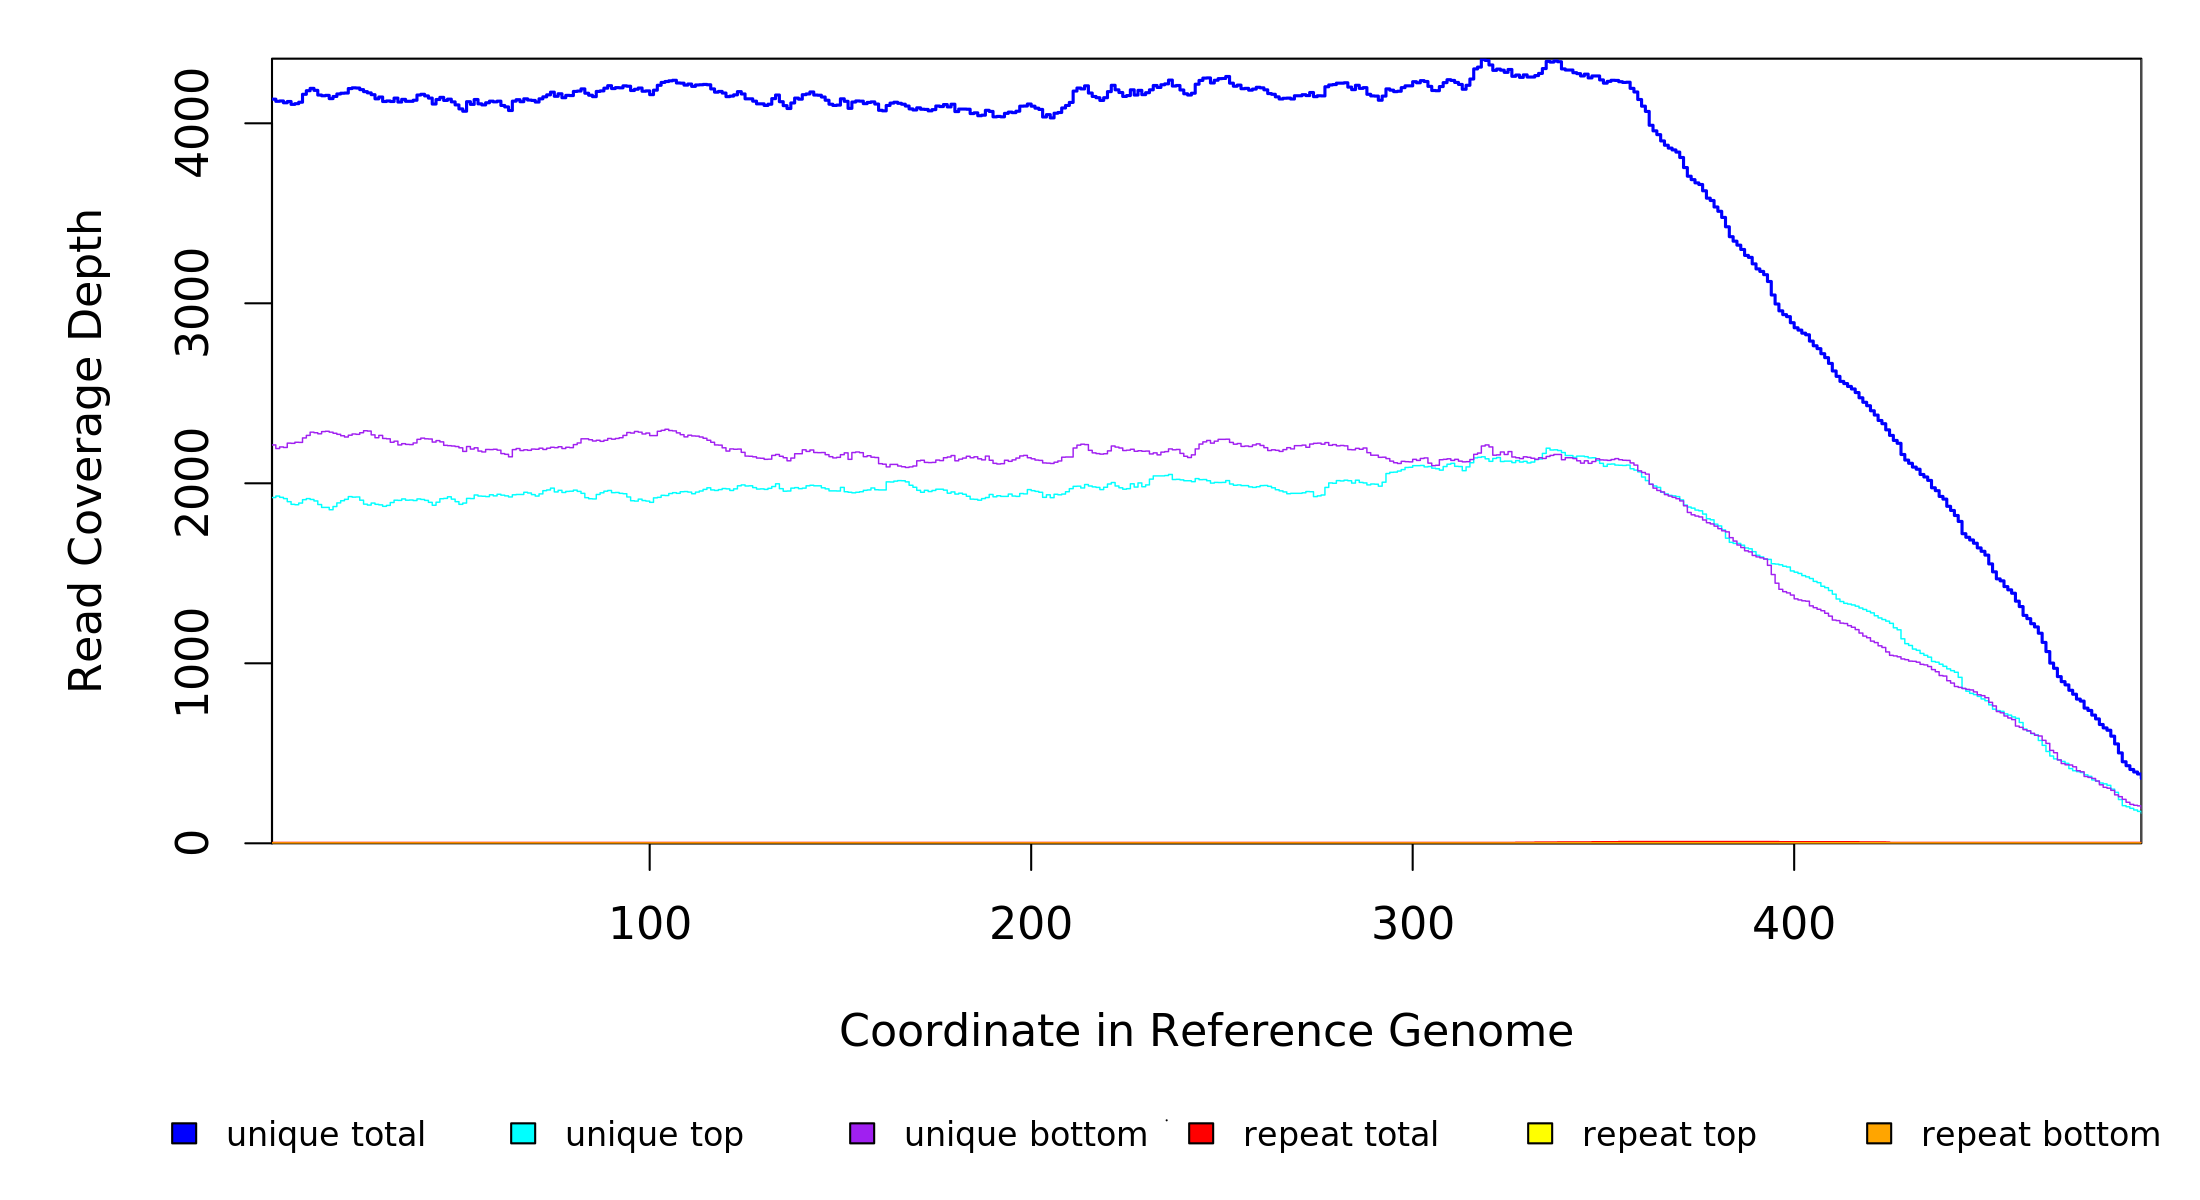 Read Coverage Depth
4000
3000
2000
1000
0
100 200 300 400
Coordinate in Reference Genome
unique total unique top unique bottom repeat total repeat top repeat bottom